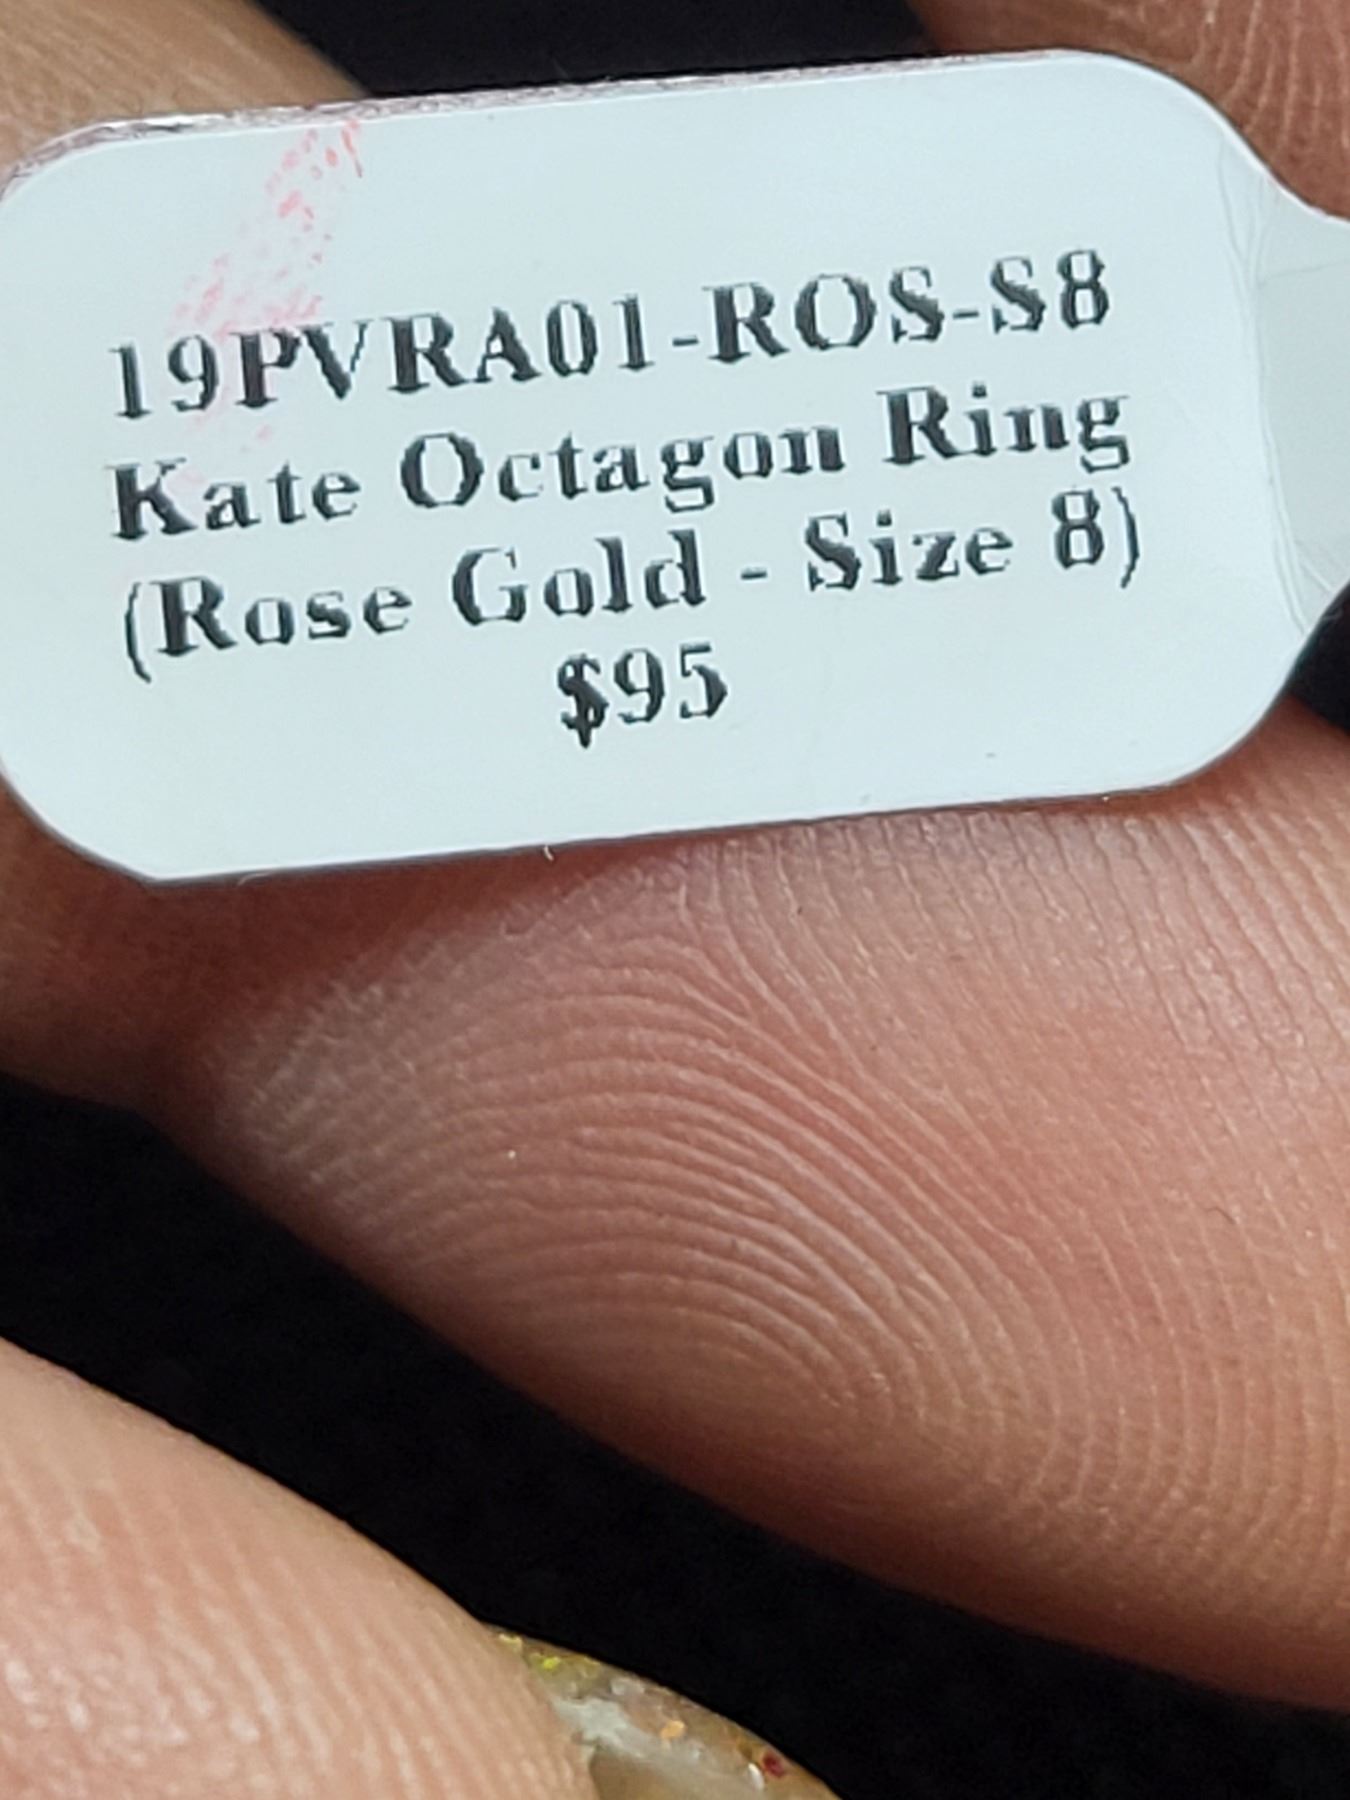 19PVRA01-ROS-S8
Kate Octagon Ring
(Rose Gold - Size 8)
$95